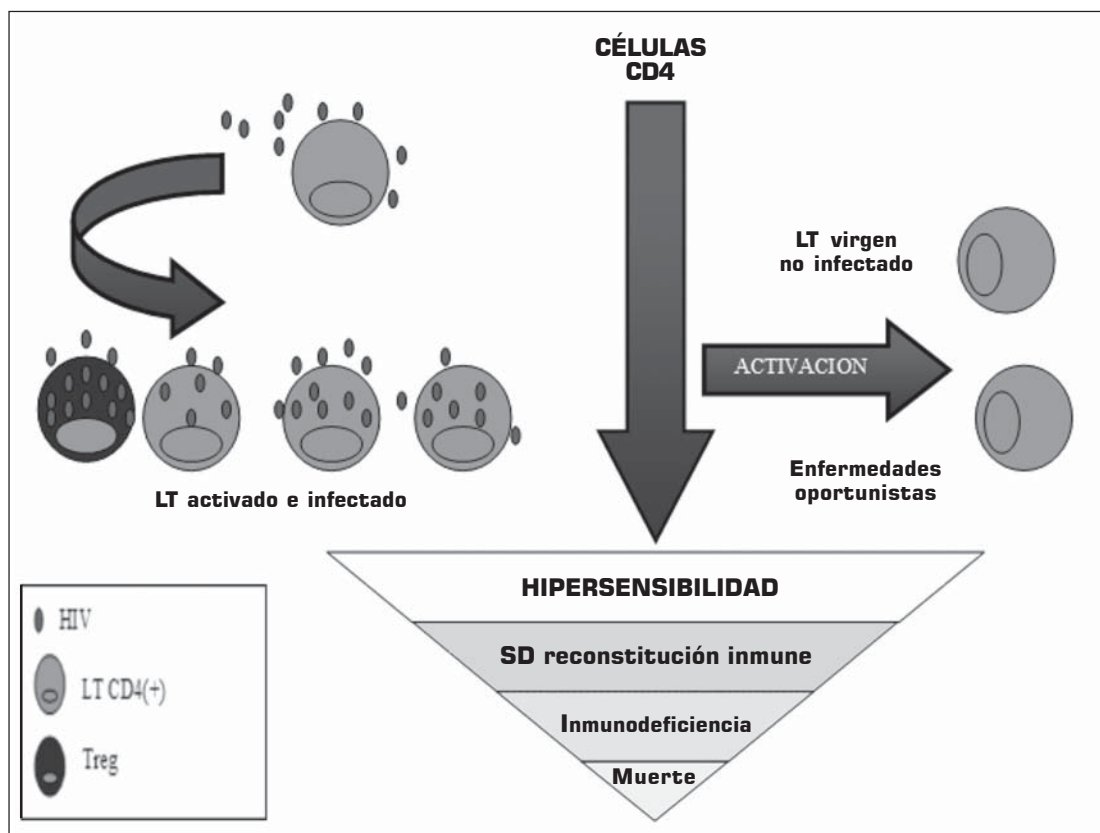 CÉLULAS
CD4
LT virgen
no infectado
ACTIVACION
Enfermedades
oportunistas
LT activado e infectado
HIPERSENSIBILIDAD
SD reconstitución inmune
Inmunodeficiencia
Muerte
HIV
LT CD4(+)
Treg